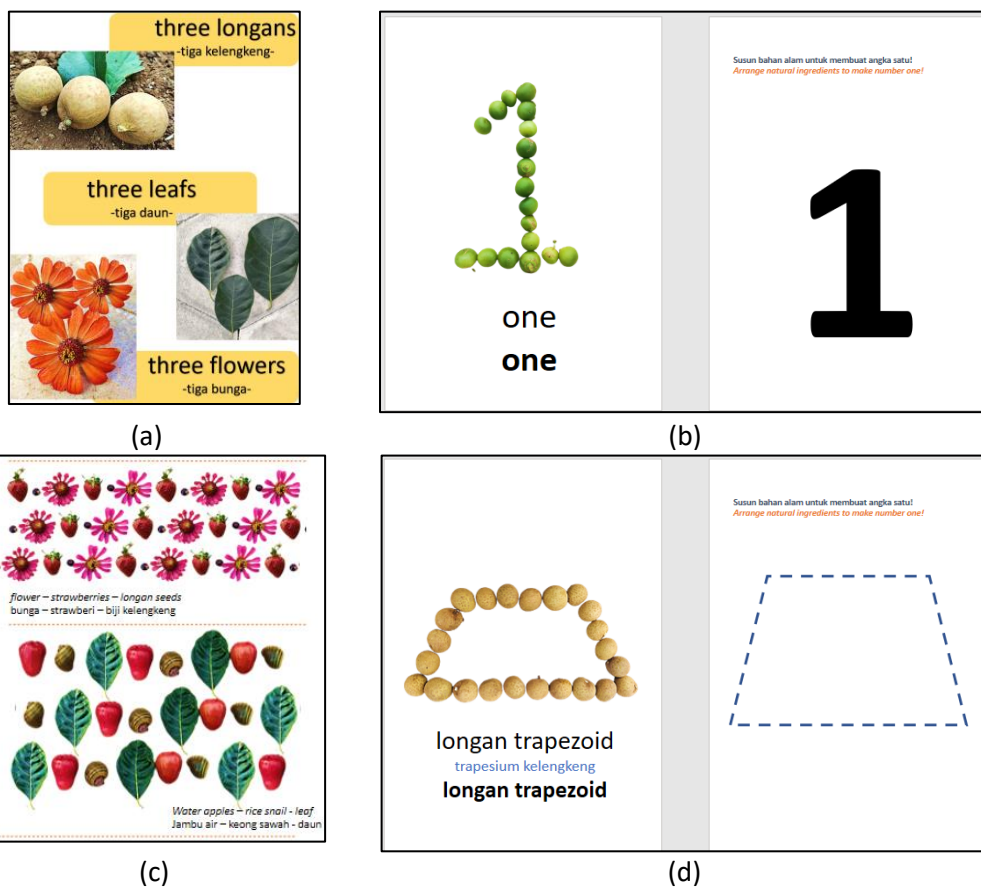 three longans
-tiga kelengkeng-
three leafs
-tiga daun-
three flowers
-tiga bunga-
(a)
one
one
Susun bahan alam untuk membuat angka satu!
Arrange natural ingredients to make number one!
1
(b)
flower – strawberries – longan seeds
bunga – strawberi – biji kelengkeng
Water apples – rice snail - leaf
Jambu air – keong sawah - daun
(c)
longan trapezoid
trapesium kelengkeng
longan trapezoid
Susun bahan alam untuk membuat angka satu!
Arrange natural ingredients to make number one!
(d)